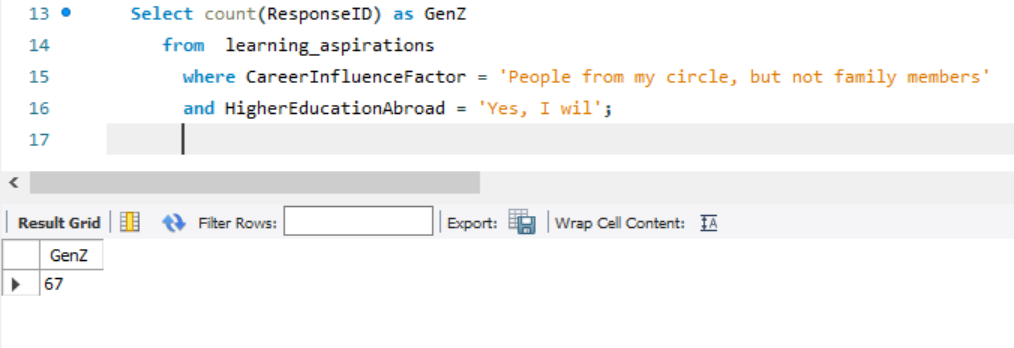 13 Select count(ResponseID) as GenZ
14 from learning_aspirations
15 where CareerInfluenceFactor = 'People from my circle, but not family members'
16 and HigherEducationAbroad = 'Yes, I wil';
17
Result Grid Filter Rows: Export: Wrap Cell Content: IA
GenZ
67